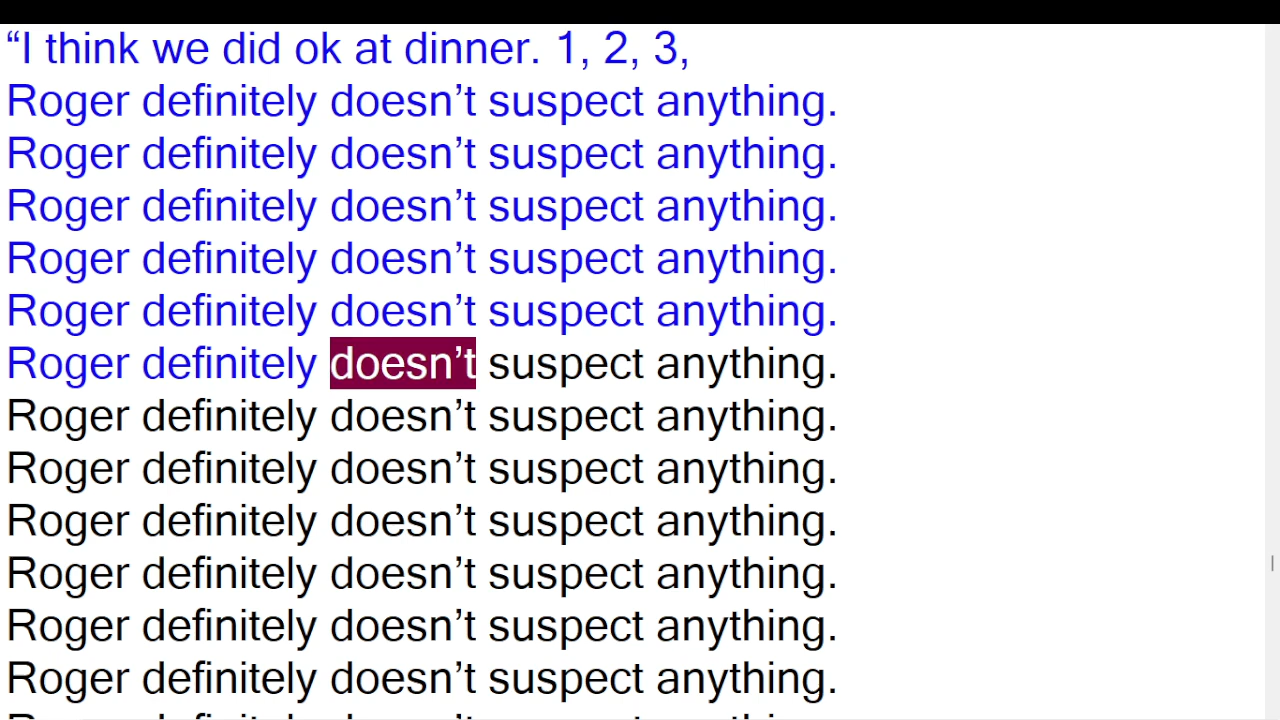 “I think we did ok at dinner. 1, 2, 3,
Roger definitely doesn’t suspect anything.
Roger definitely doesn’t suspect anything.
Roger definitely doesn’t suspect anything.
Roger definitely doesn’t suspect anything.
Roger definitely doesn’t suspect anything.
Roger definitely doesn’t suspect anything.
Roger definitely doesn’t suspect anything.
Roger definitely doesn’t suspect anything.
Roger definitely doesn’t suspect anything.
Roger definitely doesn’t suspect anything.
Roger definitely doesn’t suspect anything.
Roger definitely doesn’t suspect anything.